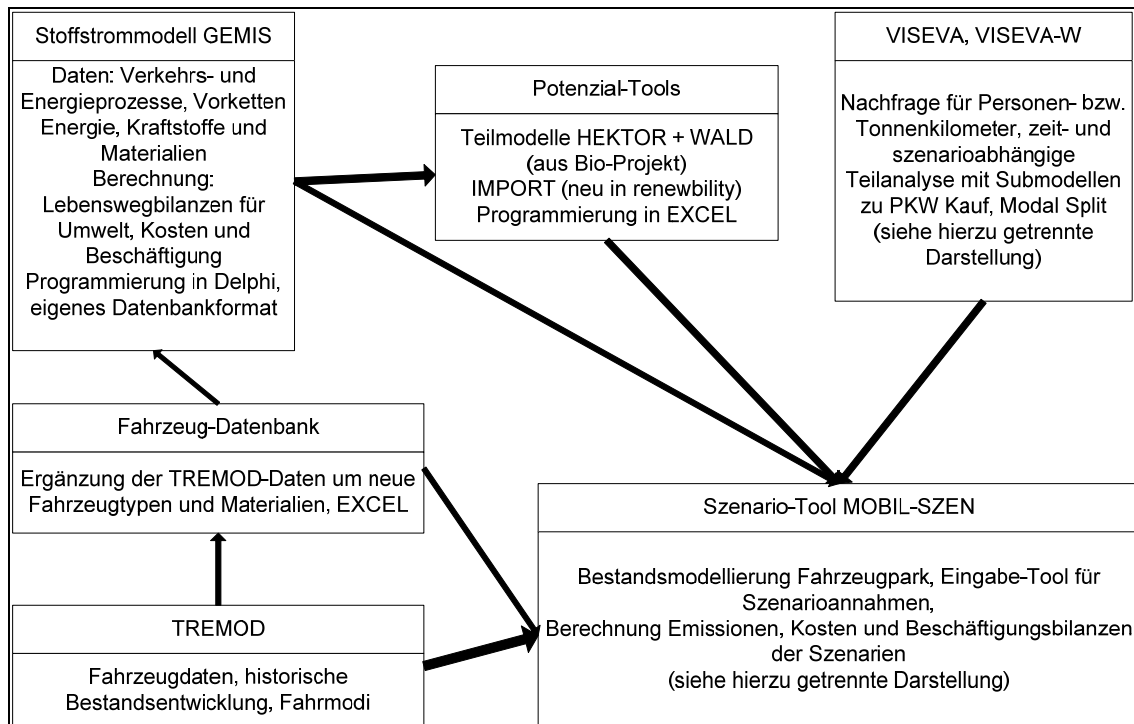 Stoffstrommodell GEMIS
Daten: Verkehrs- und
Energieprozesse, Vorketten
Energie, Kraftstoffe und
Materialien
Berechnung:
Lebenswegbilanzen für
Umwelt, Kosten und
Beschäftigung
Programmierung in Delphi,
eigenes Datenbankformat
Potenzial-Tools
Teilmodelle HEKTOR + WALD
(aus Bio-Projekt)
IMPORT (neu in renewbility)
Programmierung in EXCEL
VISEVA, VISEVA-W
Nachfrage für Personen- bzw.
Tonnenkilometer, zeit- und
szenarioabhängige
Teilanalyse mit Submodellen
zu PKW Kauf, Modal Split
(siehe hierzu getrennte
Darstellung)
Fahrzeug-Datenbank
Ergänzung der TREMOD-Daten um neue
Fahrzeugtypen und Materialien, EXCEL
TREMOD
Fahrzeugdaten, historische
Bestandsentwicklung, Fahrmodi
Szenario-Tool MOBIL-SZEN
Bestandsmodellierung Fahrzeugpark, Eingabe-Tool für
Szenarioannahmen,
Berechnung Emissionen, Kosten und Beschäftigungsbilanzen
der Szenarien
(siehe hierzu getrennte Darstellung)